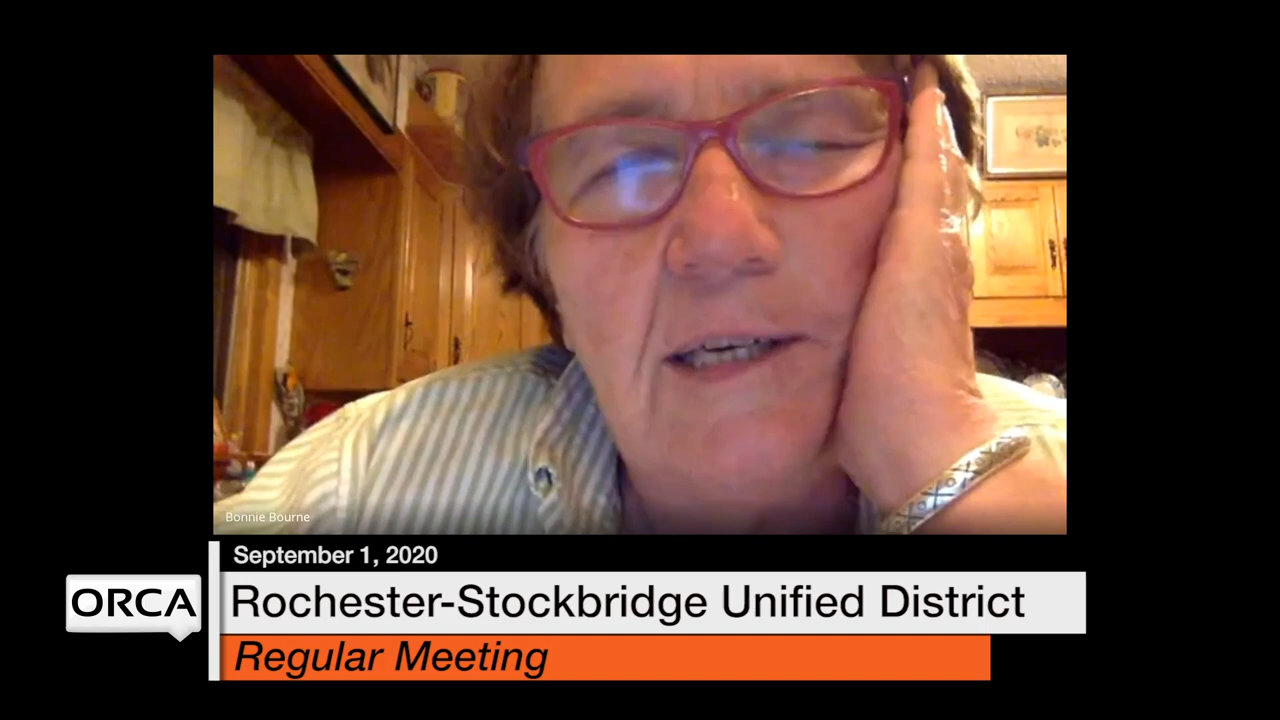 Bonnie Bourne
September 1, 2020
ORCA
Rochester-Stockbridge Unified District
Regular Meeting